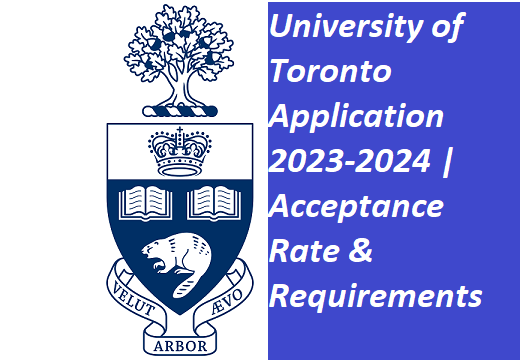 University of
Toronto
Application
2023-2024 |
Acceptance
Rate &
Requirements
VELUT ÆVO
ARBOR